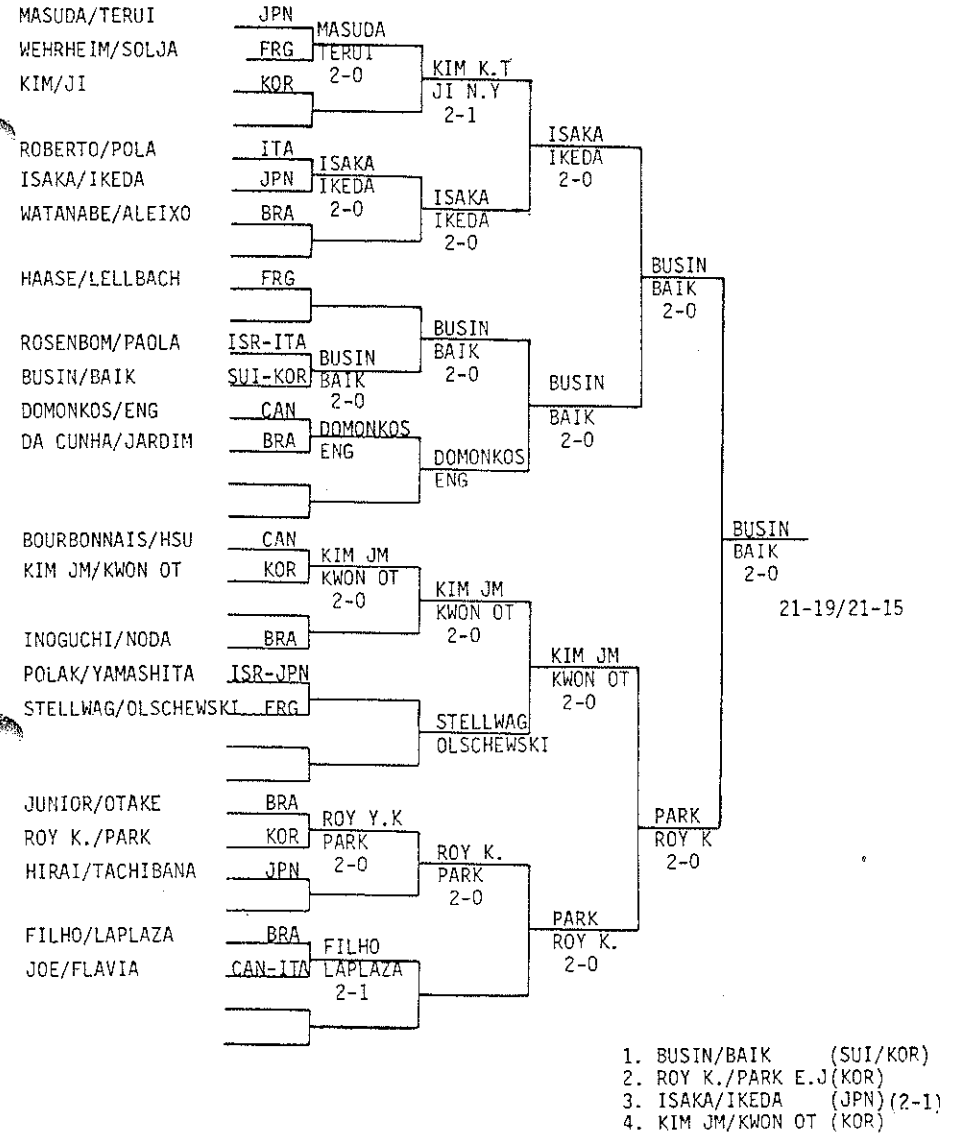 MASUDA/TERUI JPN
WEHRHEIM/SOLJA FRG
KIM/JI KOR
ROBERTO/POLA ITA
ISAKA/IKEDA JPN
WATANABE/ALEIXO BRA
HAASE/LELLBACH FRG
ROSENBOM/PAOLA ISR-ITA
BUSIN/BAIK SUI-KOR
DOMONKOS/ENG CAN
DA CUNHA/JARDIM BRA
BOURBONNAIS/HSU CAN
KIM JM/KWON OT KOR
INOGUCHI/NODA BRA
POLAK/YAMASHITA ISR-JPN
STELLWAG/OLSCHEWSKI FRG
JUNIOR/OTAKE BRA
ROY K./PARK KOR
HIRAI/TACHIBANA JPN
FILHO/LAPLAZA BRA
JOE/FLAVIA CAN-ITA
MASUDA
TERUI
2-0
ISAKA
IKEDA
2-0
BUSIN
BAIK
2-0
DOMONKOS
ENG
KIM JM
KWON OT
2-0
ROY Y.K
PARK
2-0
FILHO
LAPLAZA
2-1
KIM K.T
JI N.Y
2-1
ISAKA
IKEDA
2-0
BUSIN
BAIK
2-0
DOMONKOS
ENG
KIM JM
KWON OT
2-0
STELLWAG
OLSCHEWSKI
ROY K.
PARK
2-0
ISAKA
IKEDA
2-0
BUSIN
BAIK
2-0
KIM JM
KWON OT
2-0
PARK
ROY K.
2-0
BUSIN
BAIK
2-0
PARK
ROY K
2-0
BUSIN
BAIK
2-0
21-19/21-15
1. BUSIN/BAIK (SUI/KOR)
2. ROY K./PARK E.J(KOR)
3. ISAKA/IKEDA (JPN)(2-1)
4. KIM JM/KWON OT (KOR)